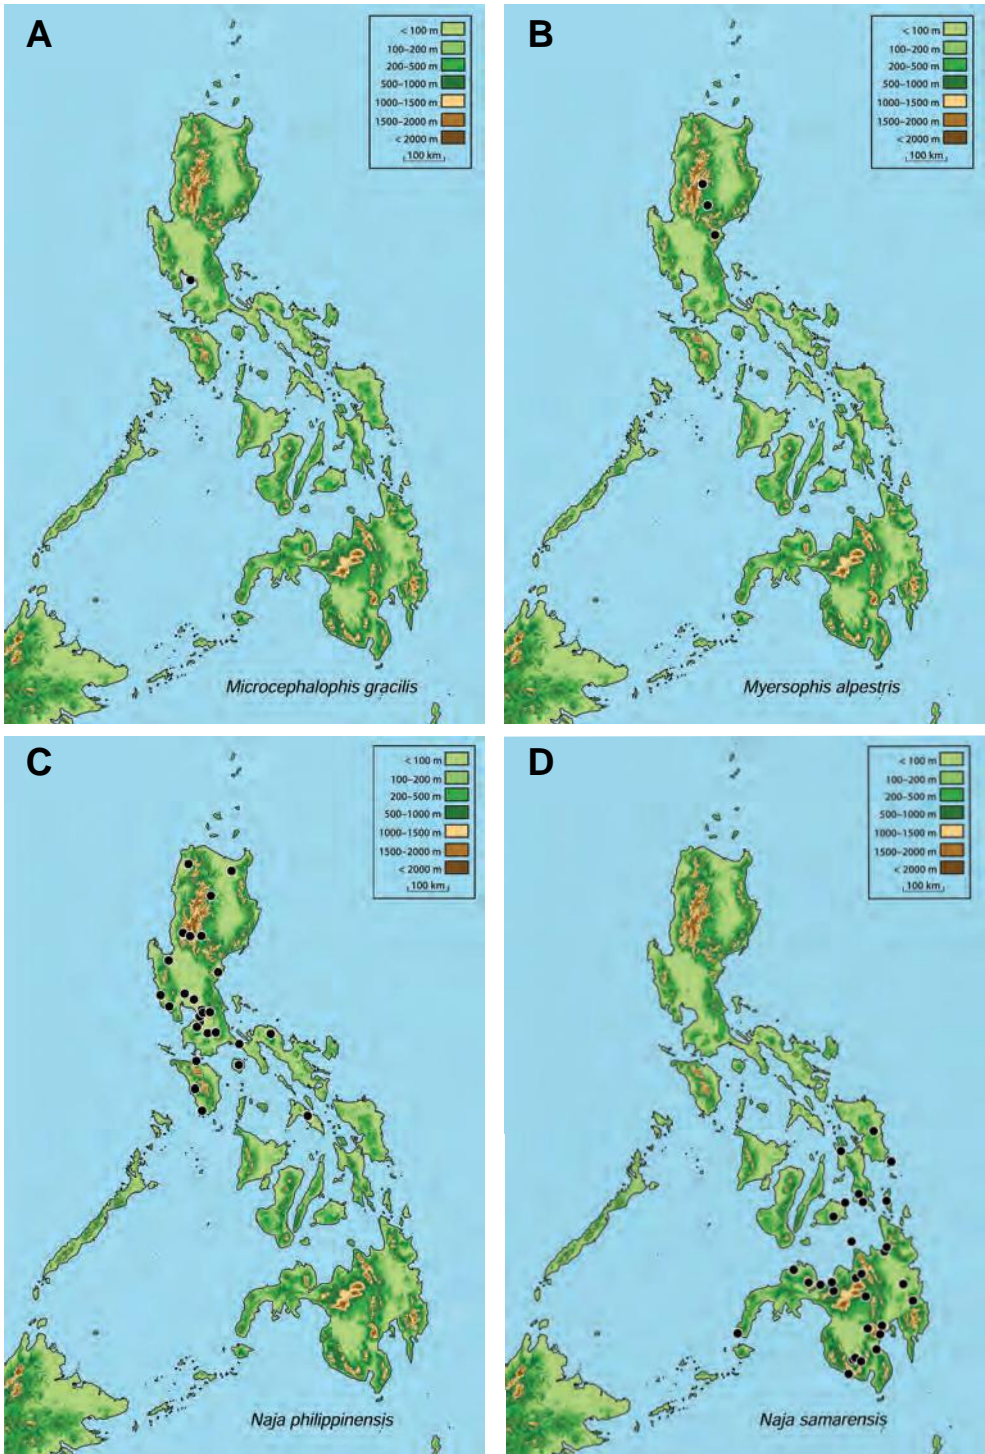 A
< 100 m
100–200 m
200–500 m
500–1000 m
1000–1500 m
1500–2000 m
< 2000 m
100 km
Microcephalophis gracilis
B
< 100 m
100–200 m
200–500 m
500–1000 m
1000–1500 m
1500–2000 m
< 2000 m
100 km
Myersophis alpestris
C
< 100 m
100–200 m
200–500 m
500–1000 m
1000–1500 m
1500–2000 m
< 2000 m
100 km
Naja philippinensis
D
< 100 m
100–200 m
200–500 m
500–1000 m
1000–1500 m
1500–2000 m
< 2000 m
100 km
Naja samarensis